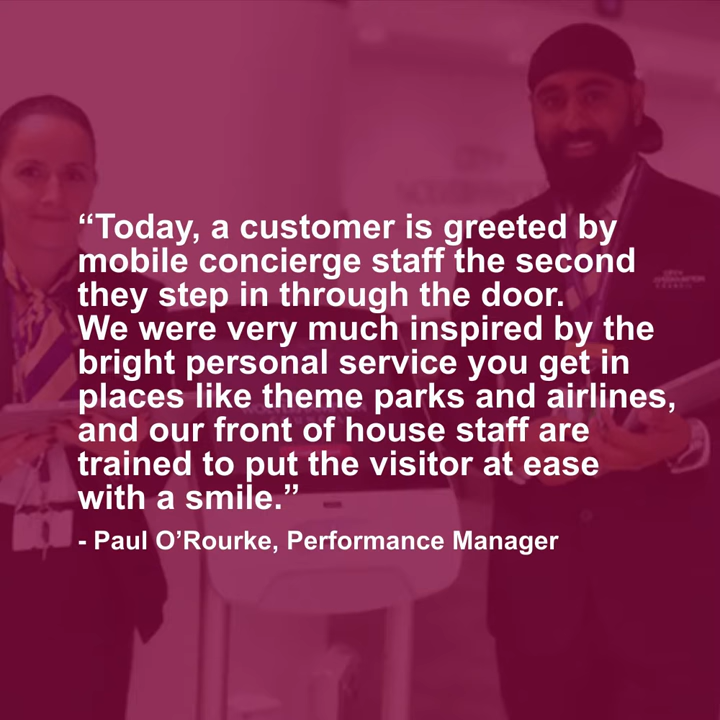 “Today, a customer is greeted by
mobile concierge staff the second
they step in through the door.
We were very much inspired by the
bright personal service you get in
places like theme parks and airlines,
and our front of house staff are
trained to put the visitor at ease
with a smile.”
- Paul O’Rourke, Performance Manager
COUNCIL